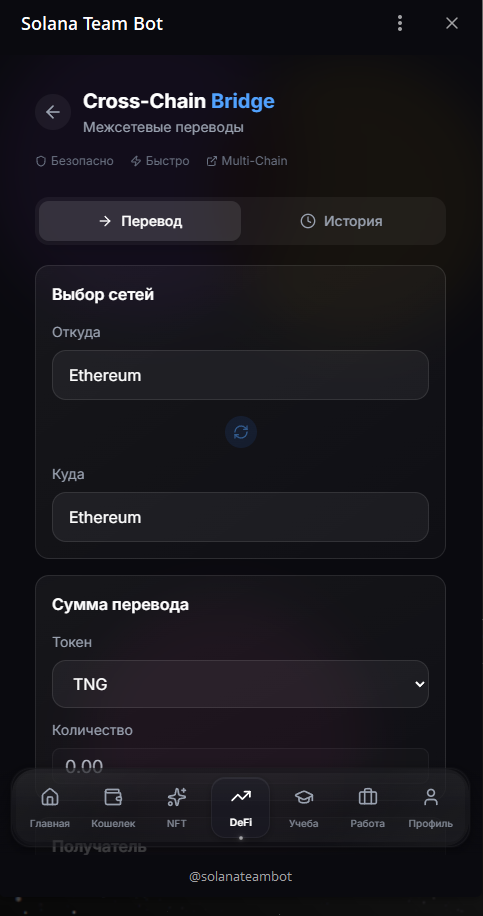 Solana Team Bot
Cross-Chain Bridge
Межсетевые переводы
Безопасно Быстро Multi-Chain
Перевод История
Выбор сетей
Откуда
Ethereum
Куда
Ethereum
Сумма перевода
Токен
TNG
Количество
0.00
Главная Кошелек NFT DeFi Учеба Работа Профиль
Получатель
@solanateambot